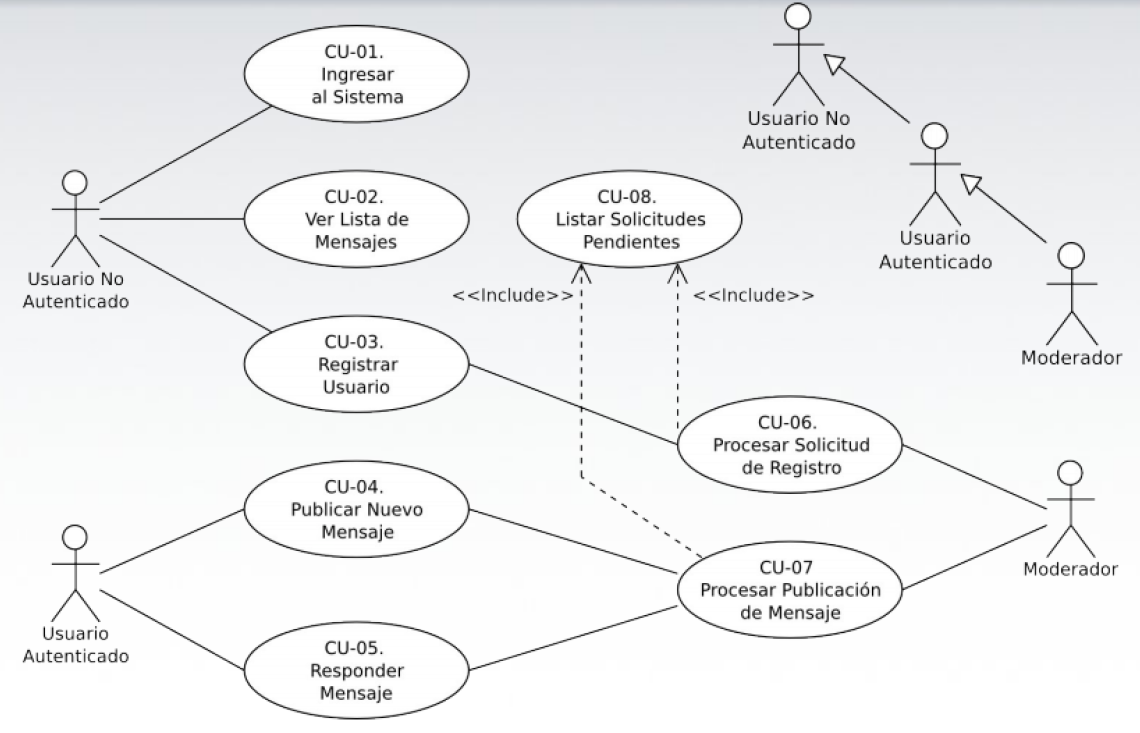 CU-01.
Ingresar
al Sistema
Usuario No
Autenticado
CU-02.
Ver Lista de
Mensajes
CU-08.
Listar Solicitudes
Pendientes
Usuario
Autenticado
Usuario No
Autenticado
<<Include>>
<<Include>>
Moderador
CU-03.
Registrar
Usuario
CU-06.
Procesar Solicitud
de Registro
CU-04.
Publicar Nuevo
Mensaje
Moderador
CU-07
Procesar Publicación
de Mensaje
Usuario
Autenticado
CU-05.
Responder
Mensaje